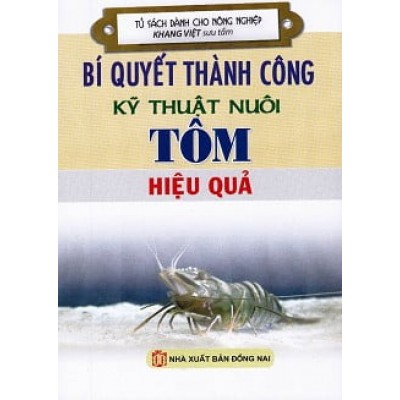 TỦ SÁCH DÀNH CHO NÔNG NGHIỆP
KHANG VIỆT sưu tầm
BÍ QUYẾT THÀNH CÔNG
KỸ THUẬT NUÔI
TÔM
HIỆU QUẢ
NHÀ XUẤT BẢN ĐỒNG NAI